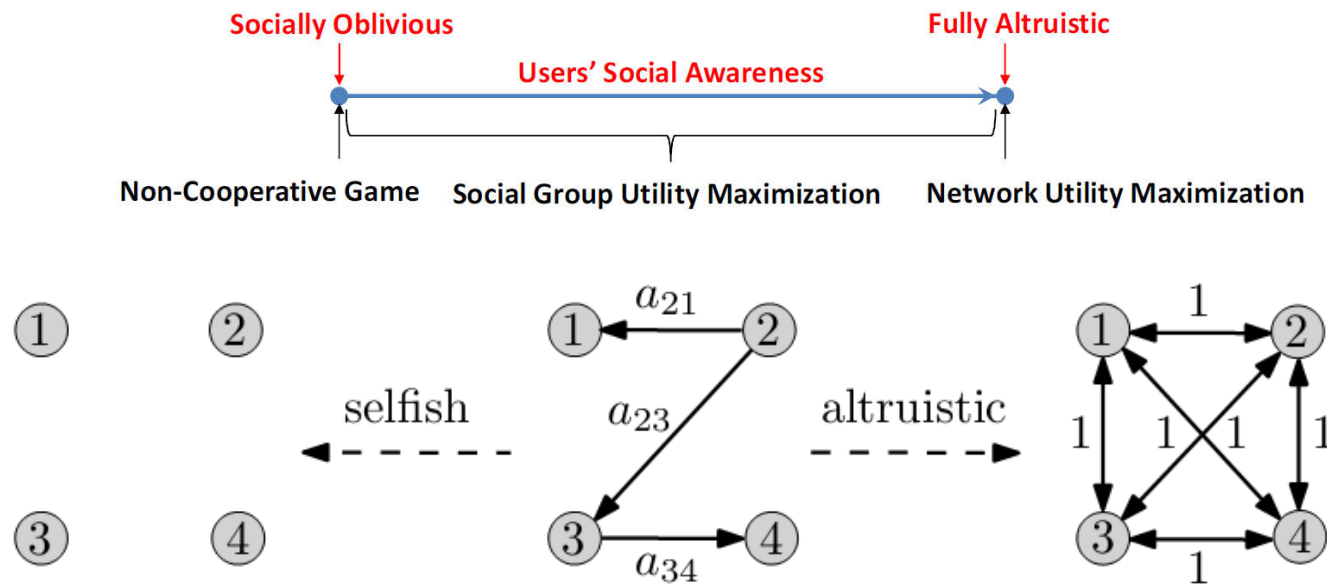 Socially Oblivious
Fully Altruistic
Users' Social Awareness
Non-Cooperative Game
Social Group Utility Maximization
Network Utility Maximization
1 2
3 4
selfish
a21
1 2
a23
3 4
a34
altruistic
1
1 2
1 1 1 1
3 4
1